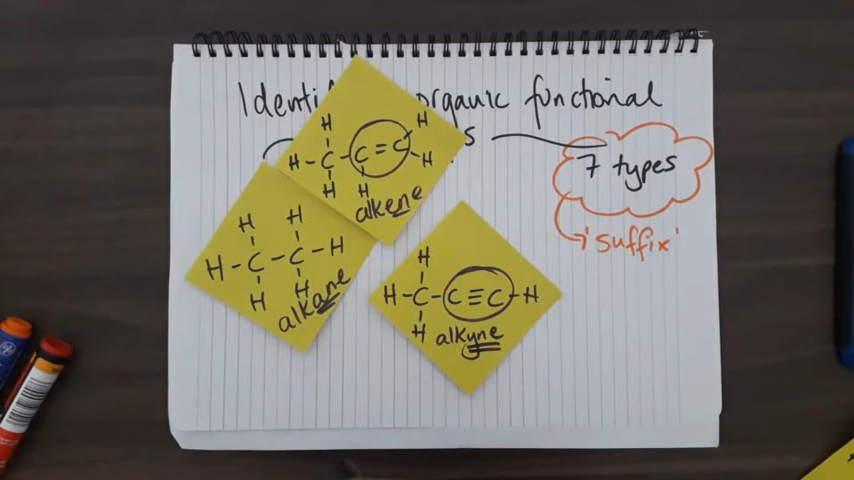 Identi organic functional
s
7 types
'suffix'
H H
H-C-C=C-H
H H
alkene
H H
H-C-C-H
H H
alkane
H
H-C-C≡C-H
H
alkyne